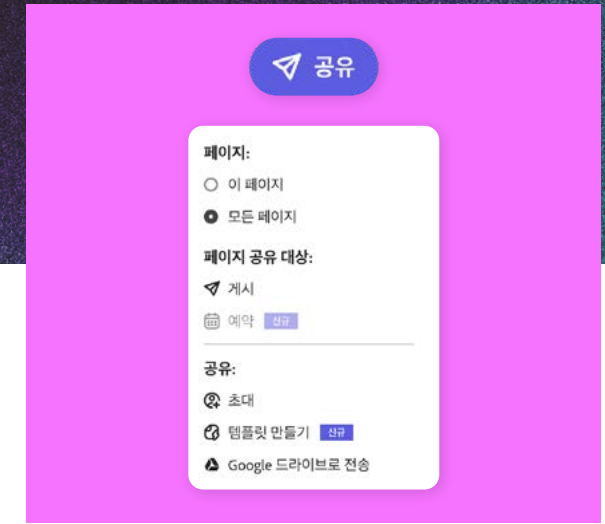 공유
페이지:
이 페이지
모든 페이지
페이지 공유 대상:
게시
예약 신규
공유:
초대
템플릿 만들기 신규
Google 드라이브로 전송